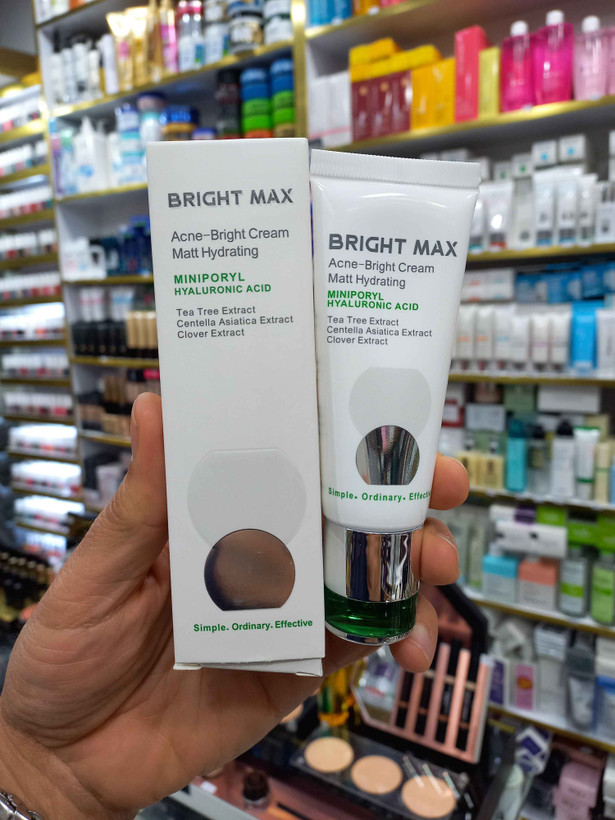 BRIGHT MAX
Acne-Bright Cream
Matt Hydrating
MINIPORYL
HYALURONIC ACID
Tea Tree Extract
Centella Asiatica Extract
Clover Extract
Simple. Ordinary. Effective
BRIGHT MAX
Acne-Bright Cream
Matt Hydrating
MINIPORYL
HYALURONIC ACID
Tea Tree Extract
Centella Asiatica Extract
Clover Extract
Simple. Ordinary. Effective